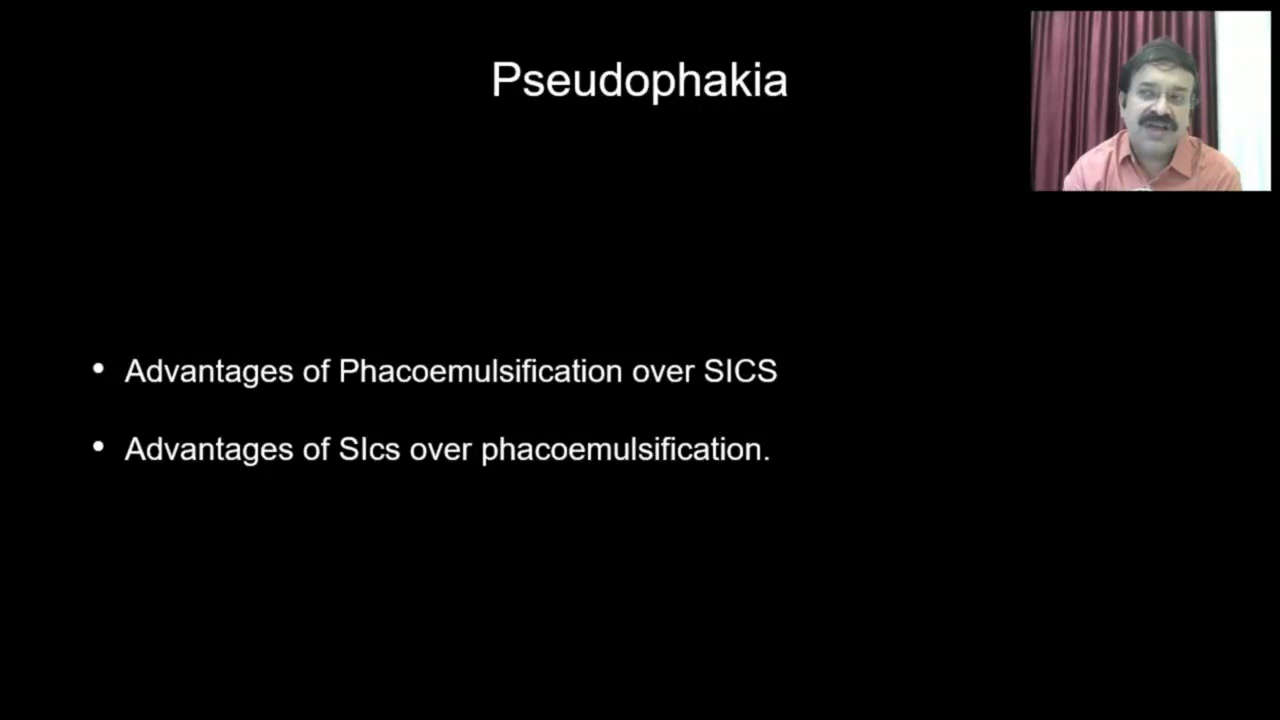 Pseudophakia
• Advantages of Phacoemulsification over SICS
• Advantages of SIcs over phacoemulsification.